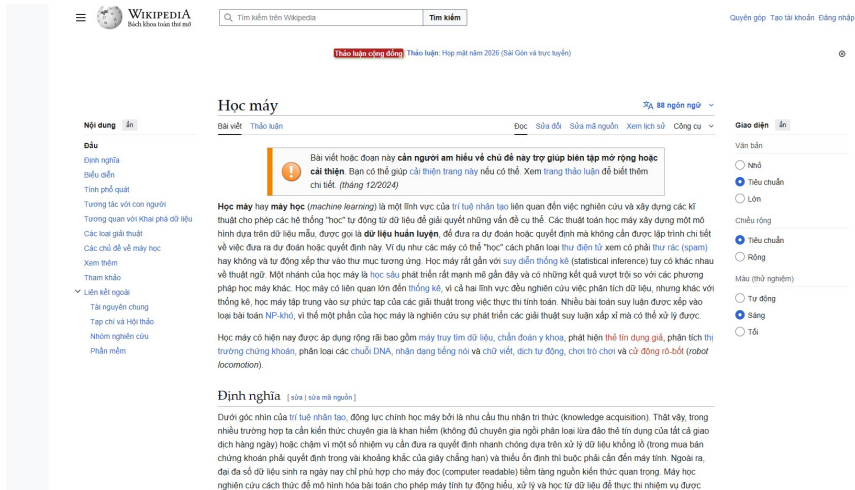 WIKIPEDIA
Bách khoa toàn thư mở
Tìm kiếm trên Wikipedia
Tìm kiếm
Quyên góp Tạo tài khoản Đăng nhập
Thảo luận cộng đồng Thảo luận: Họp mặt năm 2026 (Sài Gòn và trực tuyến)
Nội dung ẩn
Đầu
Định nghĩa
Biểu diễn
Tính phổ quát
Tương tác với con người
Tương quan với Khai phá dữ liệu
Các loại giải thuật
Các chủ đề về máy học
Xem thêm
Tham khảo
Liên kết ngoài
Tài nguyên chung
Tạp chí và Hội thảo
Nhóm nghiên cứu
Phần mềm
Học máy
88 ngôn ngữ
Bài viết Thảo luận
Đọc Sửa đổi Sửa mã nguồn Xem lịch sử Công cụ
Bài viết hoặc đoạn này cần người am hiểu về chủ đề này trợ giúp biên tập mở rộng hoặc
cải thiện. Bạn có thể giúp cải thiện trang này nếu có thể. Xem trang thảo luận để biết thêm
chi tiết. (tháng 12/2024)
Học máy hay máy học (machine learning) là một lĩnh vực của trí tuệ nhân tạo liên quan đến việc nghiên cứu và xây dựng các kĩ
thuật cho phép các hệ thống "học" tự động từ dữ liệu để giải quyết những vấn đề cụ thể. Các thuật toán học máy xây dựng một mô
hình dựa trên dữ liệu mẫu, được gọi là dữ liệu huấn luyện, để đưa ra dự đoán hoặc quyết định mà không cần được lập trình chi tiết
về việc đưa ra dự đoán hoặc quyết định này. Ví dụ như các máy có thể "học" cách phân loại thư điện tử xem có phải thư rác (spam)
hay không và tự động xếp thư vào thư mục tương ứng. Học máy rất gần với suy diễn thống kê (statistical inference) tuy có khác nhau
về thuật ngữ. Một nhánh của học máy là học sâu phát triển rất mạnh mẽ gần đây và có những kết quả vượt trội so với các phương
pháp học máy khác. Học máy có liên quan lớn đến thống kê, vì cả hai lĩnh vực đều nghiên cứu việc phân tích dữ liệu, nhưng khác với
thống kê, học máy tập trung vào sự phức tạp của các giải thuật trong việc thực thi tính toán. Nhiều bài toán suy luận được xếp vào
loại bài toán NP-khó, vì thế một phần của học máy là nghiên cứu sự phát triển các giải thuật suy luận xấp xỉ mà có thể xử lý được.
Học máy có hiện nay được áp dụng rộng rãi bao gồm máy truy tìm dữ liệu, chẩn đoán y khoa, phát hiện thẻ tín dụng giả, phân tích thị
trường chứng khoán, phân loại các chuỗi DNA, nhận dạng tiếng nói và chữ viết, dịch tự động, chơi trò chơi và cử động rô-bốt (robot
locomotion).
Định nghĩa [ sửa | sửa mã nguồn ]
Dưới góc nhìn của trí tuệ nhân tạo, động lực chính học máy bởi là nhu cầu thu nhận tri thức (knowledge acquisition). Thật vậy, trong
nhiều trường hợp ta cần kiến thức chuyên gia là khan hiếm (không đủ chuyên gia ngồi phân loại lừa đảo thẻ tín dụng của tất cả giao
dịch hàng ngày) hoặc chậm vì một số nhiệm vụ cần đưa ra quyết định nhanh chóng dựa trên xử lý dữ liệu khổng lồ (trong mua bán
chứng khoán phải quyết định trong vài khoảng khắc của giây chẳng hạn) và thiếu ổn định thì buộc phải cần đến máy tính. Ngoài ra,
đại đa số dữ liệu sinh ra ngày nay chỉ phù hợp cho máy đọc (computer readable) tiềm tàng nguồn kiến thức quan trọng. Máy học
nghiên cứu cách thức để mô hình hóa bài toán cho phép máy tính tự động hiểu, xử lý và học từ dữ liệu để thực thi nhiệm vụ được
Giao diện ẩn
Văn bản
Nhỏ
Tiêu chuẩn
Lớn
Chiều rộng
Tiêu chuẩn
Rộng
Màu (thử nghiệm)
Tự động
Sáng
Tối